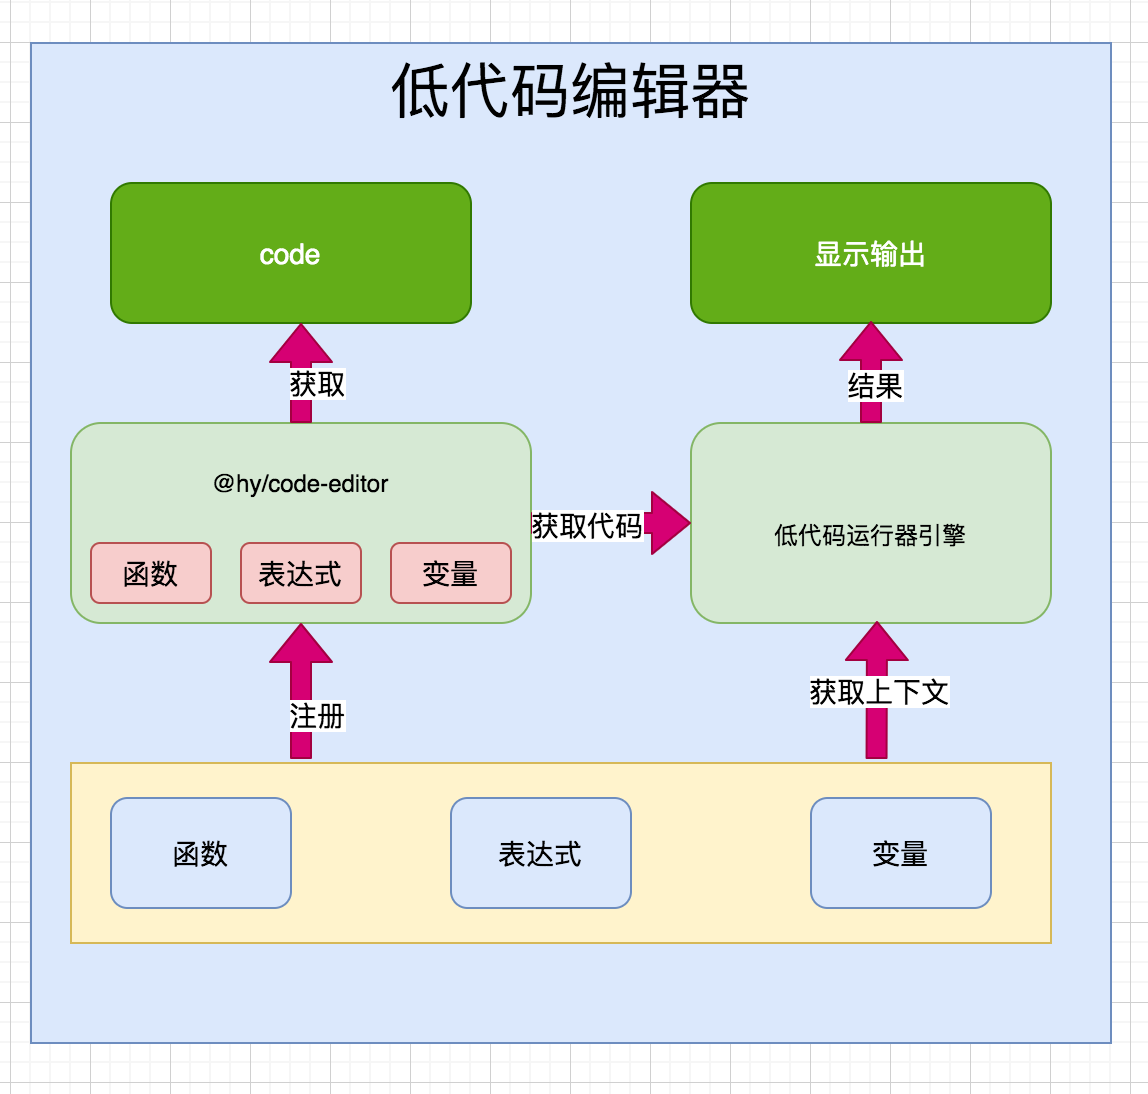 低代码编辑器
code
显示输出
获取
结果
@hy/code-editor
函数
表达式
变量
获取代码
低代码运行器引擎
注册
获取上下文
函数
表达式
变量